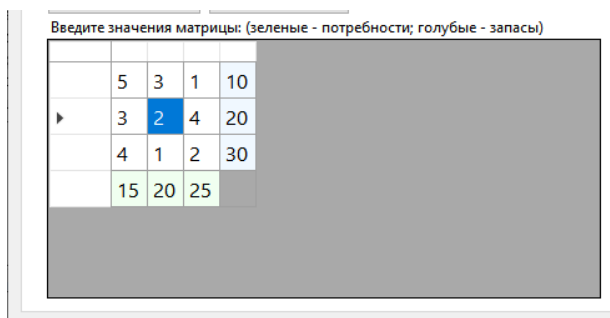 Введите значения матрицы: (зеленые - потребности; голубые - запасы)
5 3 1 10
3 2 4 20
4 1 2 30
15 20 25